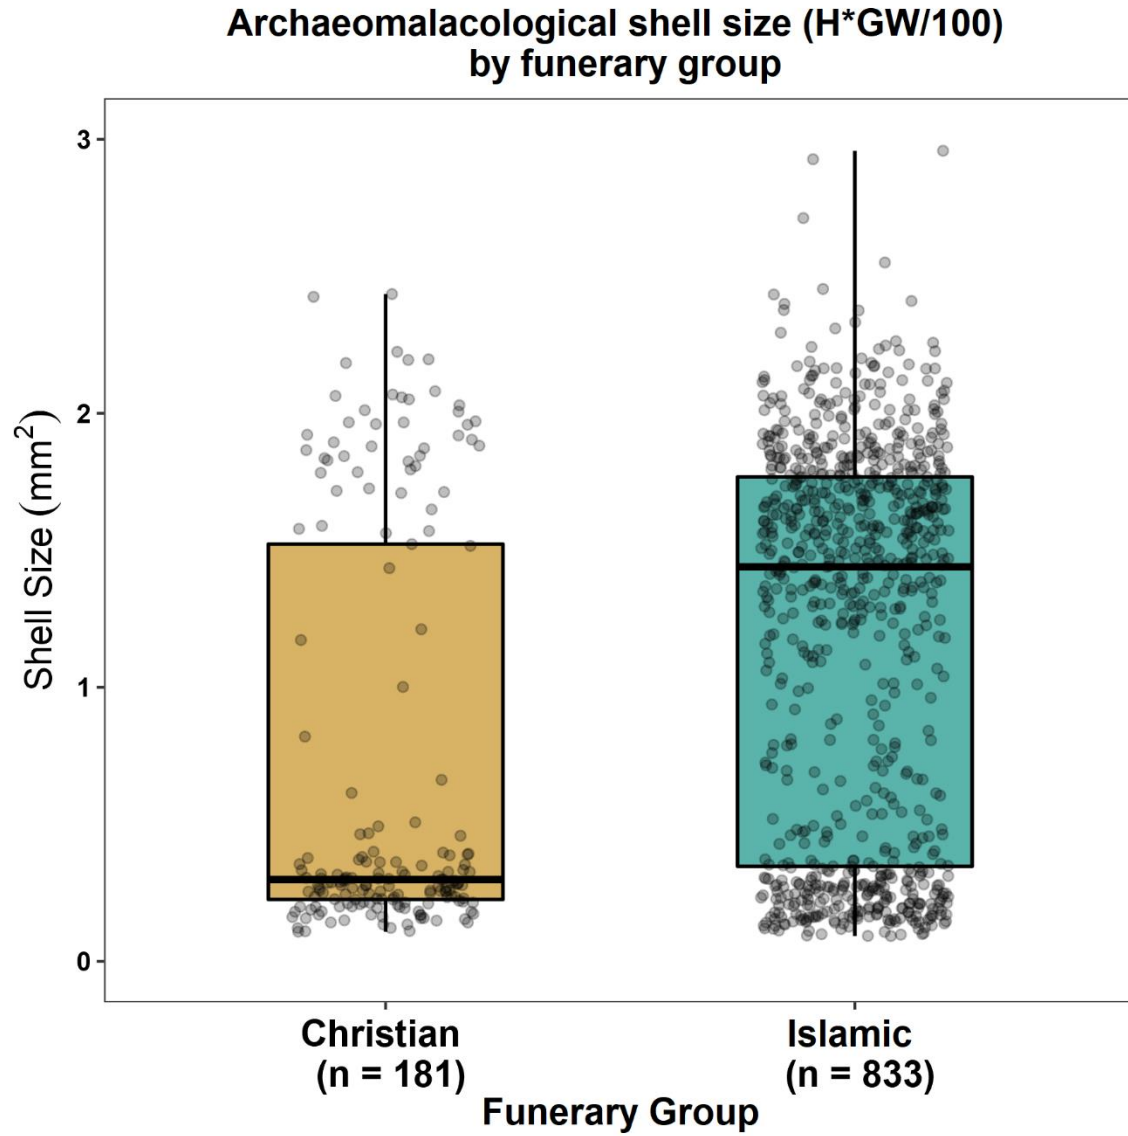 Archaeomalacological shell size (H*GW/100)
by funerary group
Shell Size (mm²)
3
2
1
0
Christian
(n = 181)
Islamic
(n = 833)
Funerary Group